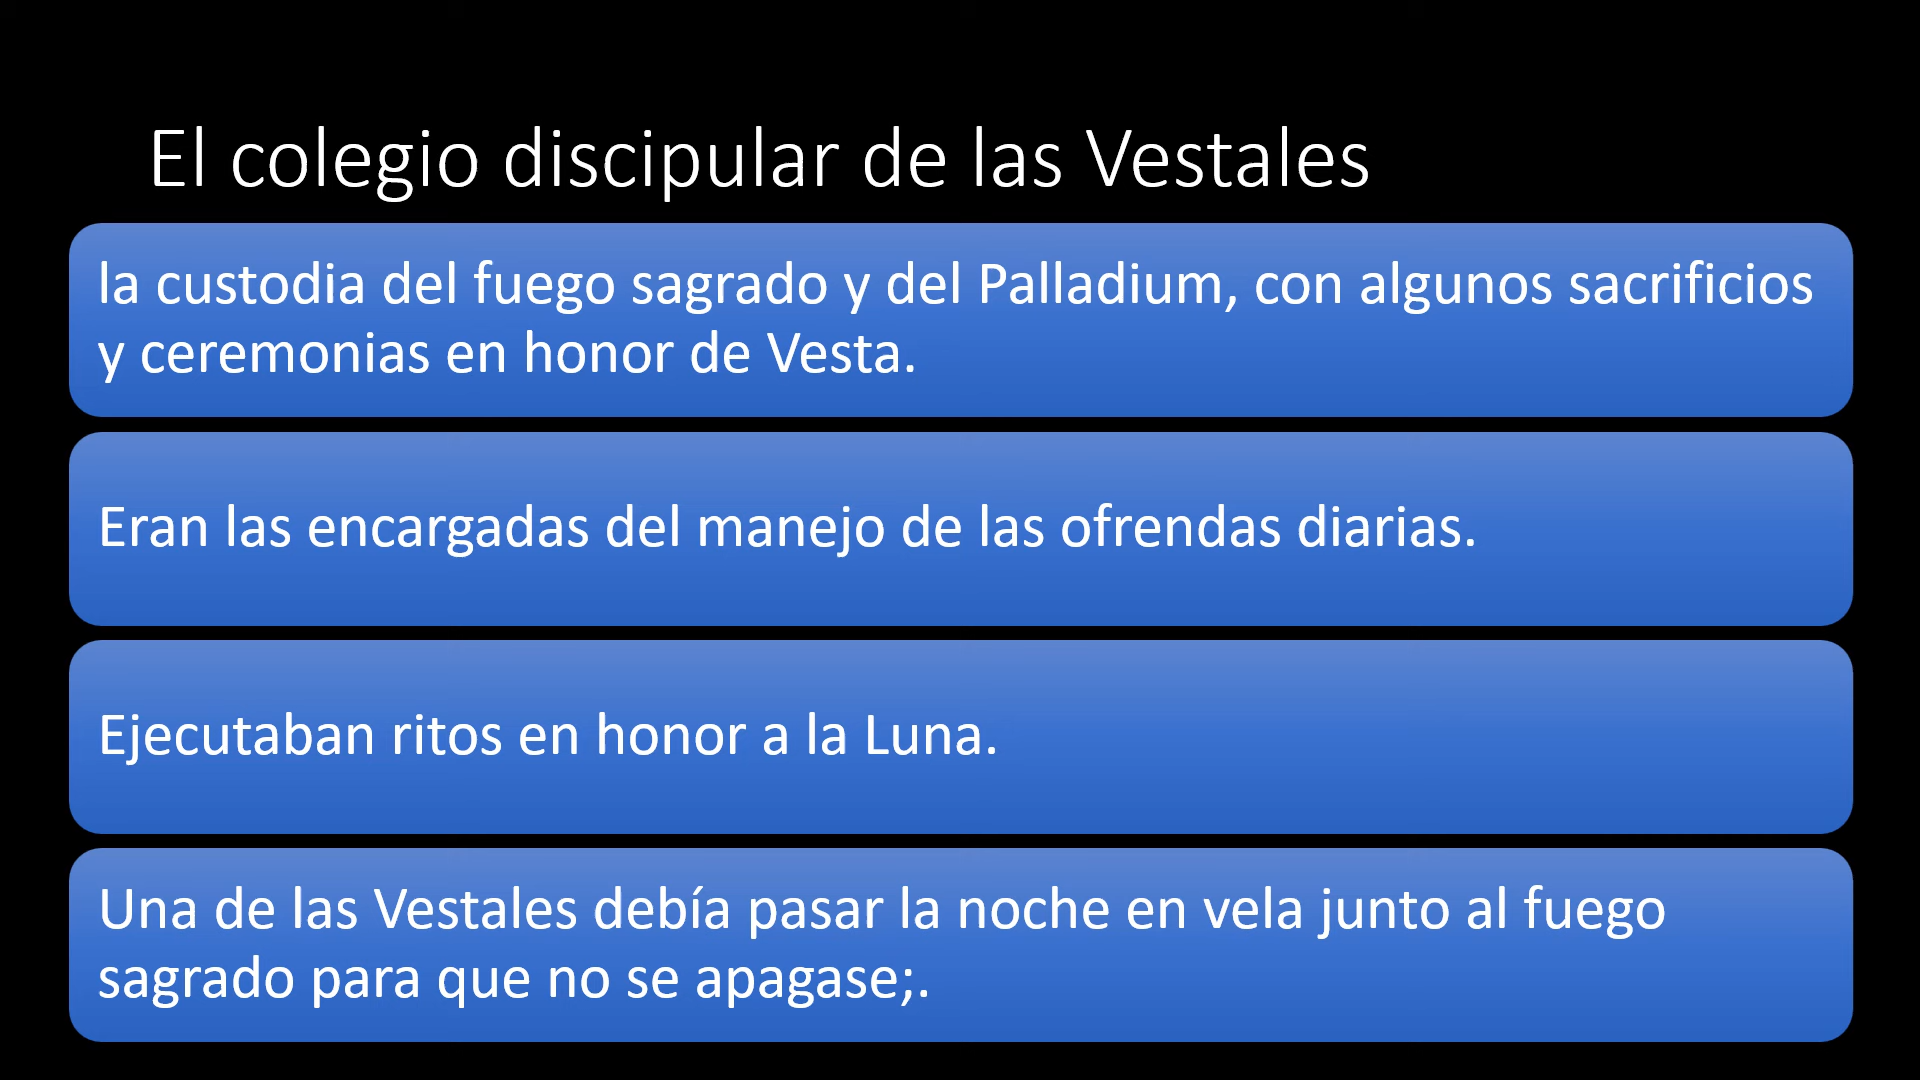 El colegio discipular de las Vestales
la custodia del fuego sagrado y del Palladium, con algunos sacrificios
y ceremonias en honor de Vesta.
Eran las encargadas del manejo de las ofrendas diarias.
Ejecutaban ritos en honor a la Luna.
Una de las Vestales debía pasar la noche en vela junto al fuego
sagrado para que no se apagase;.